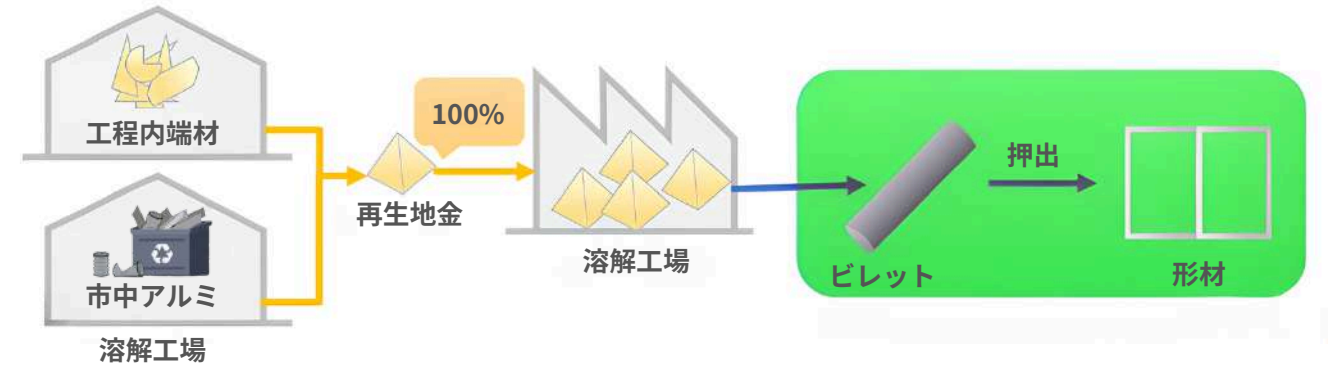 工程内端材
市中アルミ
溶解工場
再生地金
100%
溶解工場
ビレット
押出
形材